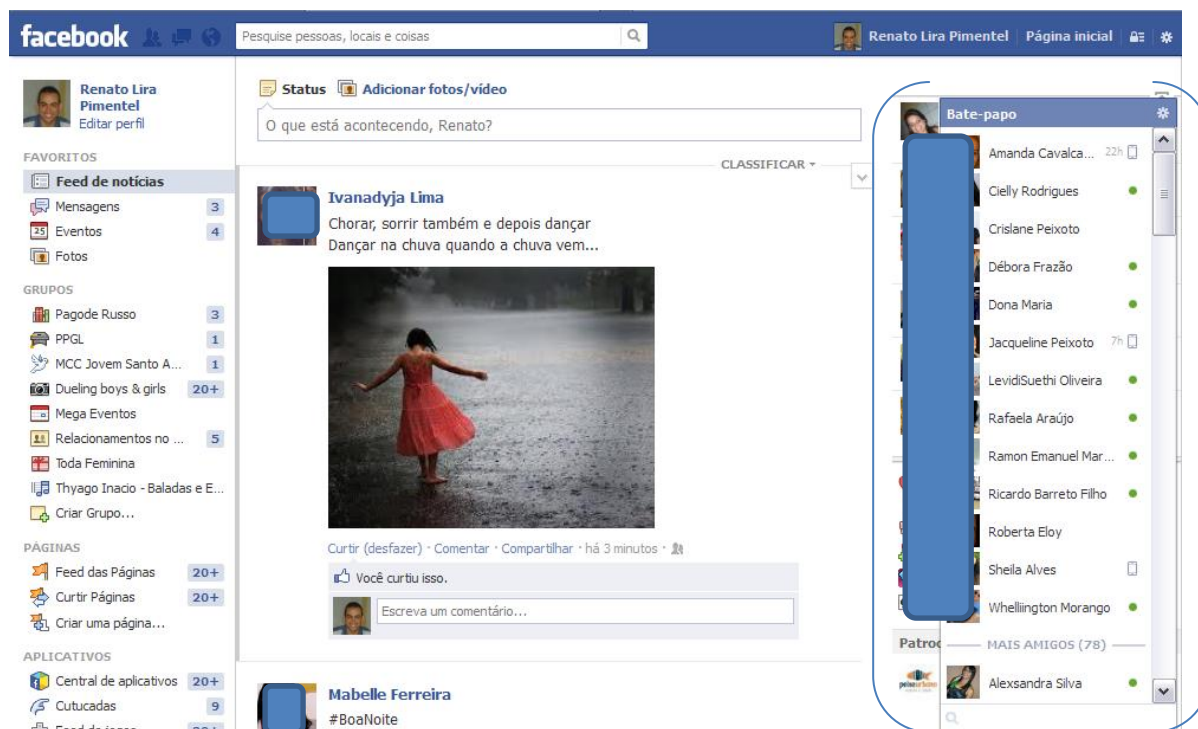 facebook
Pesquise pessoas, locais e coisas
Renato Lira Pimentel
Página inicial
Renato Lira
Pimentel
Editar perfil
FAVORITOS
Feed de notícias
Mensagens 3
25 Eventos 4
Fotos
GRUPOS
Pagode Russo 3
PPGL 1
MCC Jovem Santo A... 1
Dueling boys & girls 20+
Mega Eventos
Relacionamentos no ... 5
Toda Feminina
Thyago Inacio - Baladas e E...
Criar Grupo...
PÁGINAS
Feed das Páginas 20+
Curtir Páginas 20+
Criar uma página...
APLICATIVOS
Central de aplicativos 20+
Cutucadas 9
Status Adicionar fotos/vídeo
O que está acontecendo, Renato?
CLASSIFICAR
Ivanadyja Lima
Chorar, sorrir também e depois dançar
Dançar na chuva quando a chuva vem...
Curtir (desfazer) · Comentar · Compartilhar · há 3 minutos ·
Você curtiu isso.
Escreva um comentário...
Mabelle Ferreira
#BoaNoite
Bate-papo
Amanda Cavalca... 22h
Cielly Rodrigues
Crislane Peixoto
Débora Frazão
Dona Maria
Jacqueline Peixoto 7h
LevidiSuethi Oliveira
Rafaela Araújo
Ramon Emanuel Mar...
Ricardo Barreto Filho
Roberta Eloy
Sheila Alves
Whelliington Morango
Patroc
MAIS AMIGOS (78)
Alexsandra Silva